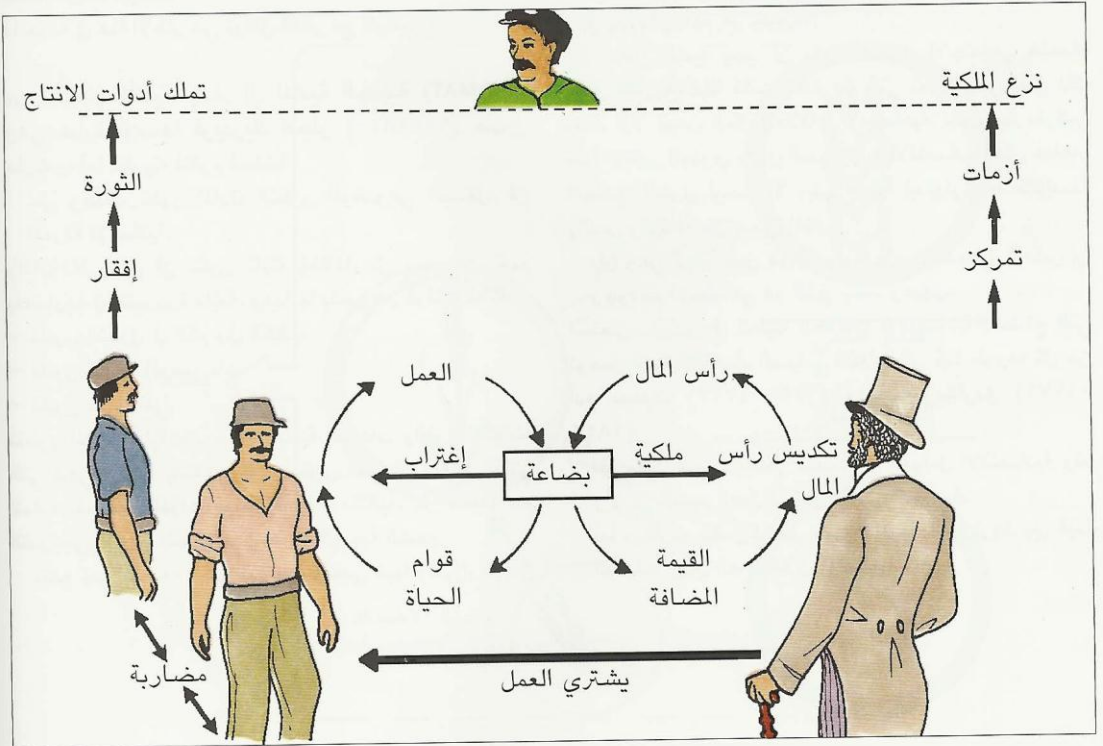 نزع الملكية
تملك أدوات الانتاج
أزمات
الثورة
تمركز
إفقار
رأس المال
العمل
تكديس رأس
المال
ملكية
بضاعة
إغتراب
القيمة
المضافة
قوام
الحياة
يشتري العمل
مضاربة